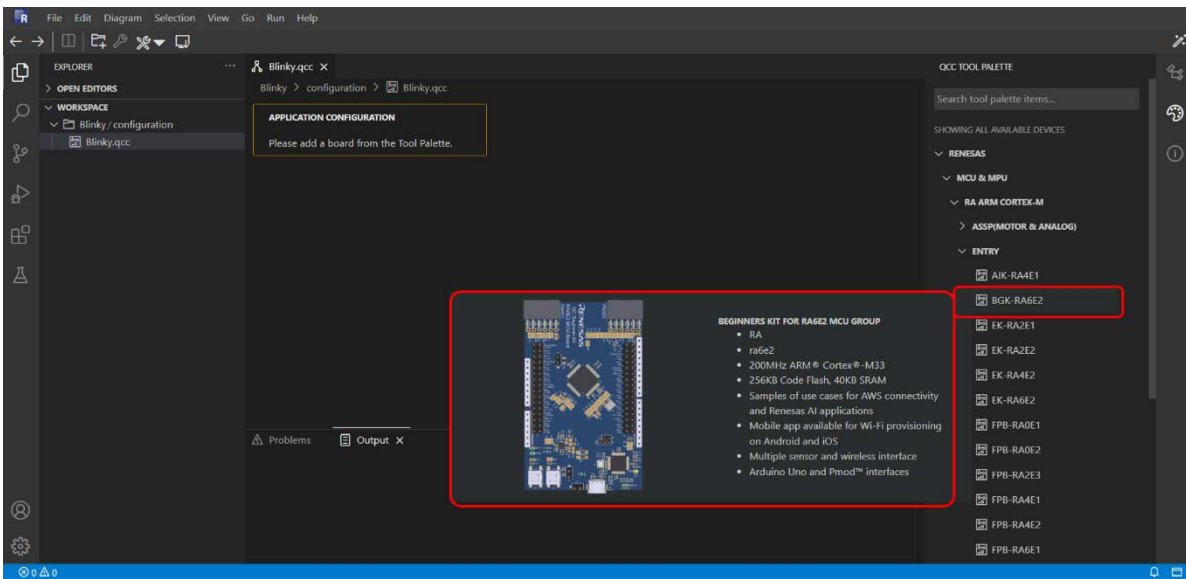 R File Edit Diagram Selection View Go Run Help
EXPLORER ...
OPEN EDITORS
WORKSPACE
Blinky / configuration
Blinky.qcc
Blinky.qcc
Blinky > configuration > Blinky.qcc
APPLICATION CONFIGURATION
Please add a board from the Tool Palette.
Problems Output
RENESAS
BEGINNERS KIT FOR RA6E2 MCU GROUP
• RA
• ra6e2
• 200MHz ARM® Cortex®-M33
• 256KB Code Flash, 40KB SRAM
• Samples of use cases for AWS connectivity
and Renesas AI applications
• Mobile app available for Wi-Fi provisioning
on Android and iOS
• Multiple sensor and wireless interface
• Arduino Uno and Pmod™ interfaces
QCC TOOL PALETTE
Search tool palette items...
SHOWING ALL AVAILABLE DEVICES
RENESAS
MCU & MPU
RA ARM CORTEX-M
ASSP(MOTOR & ANALOG)
ENTRY
AIK-RA4E1
BGK-RA6E2
EK-RA2E1
EK-RA2E2
EK-RA4E2
EK-RA6E2
FPB-RA0E1
FPB-RA0E2
FPB-RA2E3
FPB-RA4E1
FPB-RA4E2
FPB-RA6E1
0 0